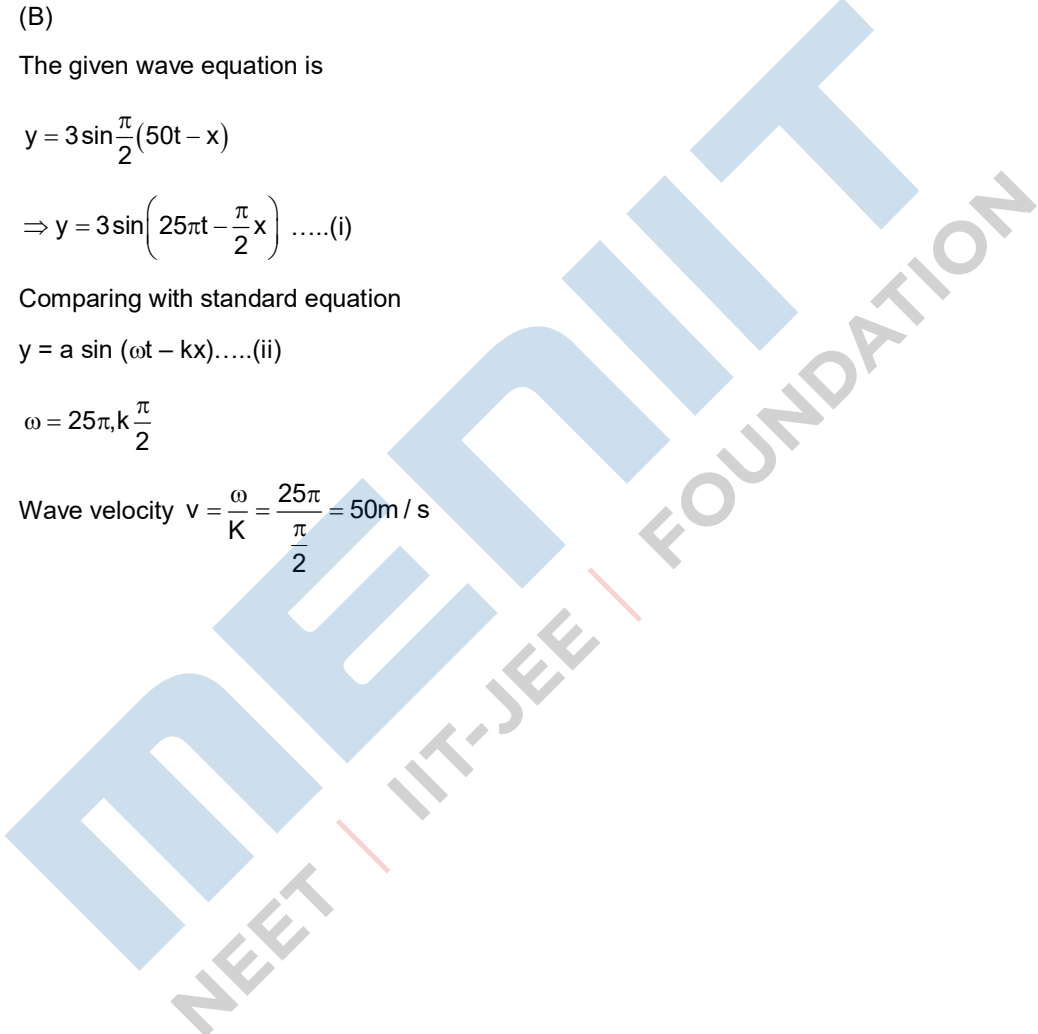 (B)
The given wave equation is
y = 3 sin π/2 (50t – x)
⇒ y = 3 sin(25πt – π/2 x) .....(i)
Comparing with standard equation
y = a sin (ωt – kx).....(ii)
ω = 25π,k π/2
Wave velocity v = ω/K = 25π/(π/2) = 50m / s
MENIIT
NEET | IIT-JEE | FOUNDATION